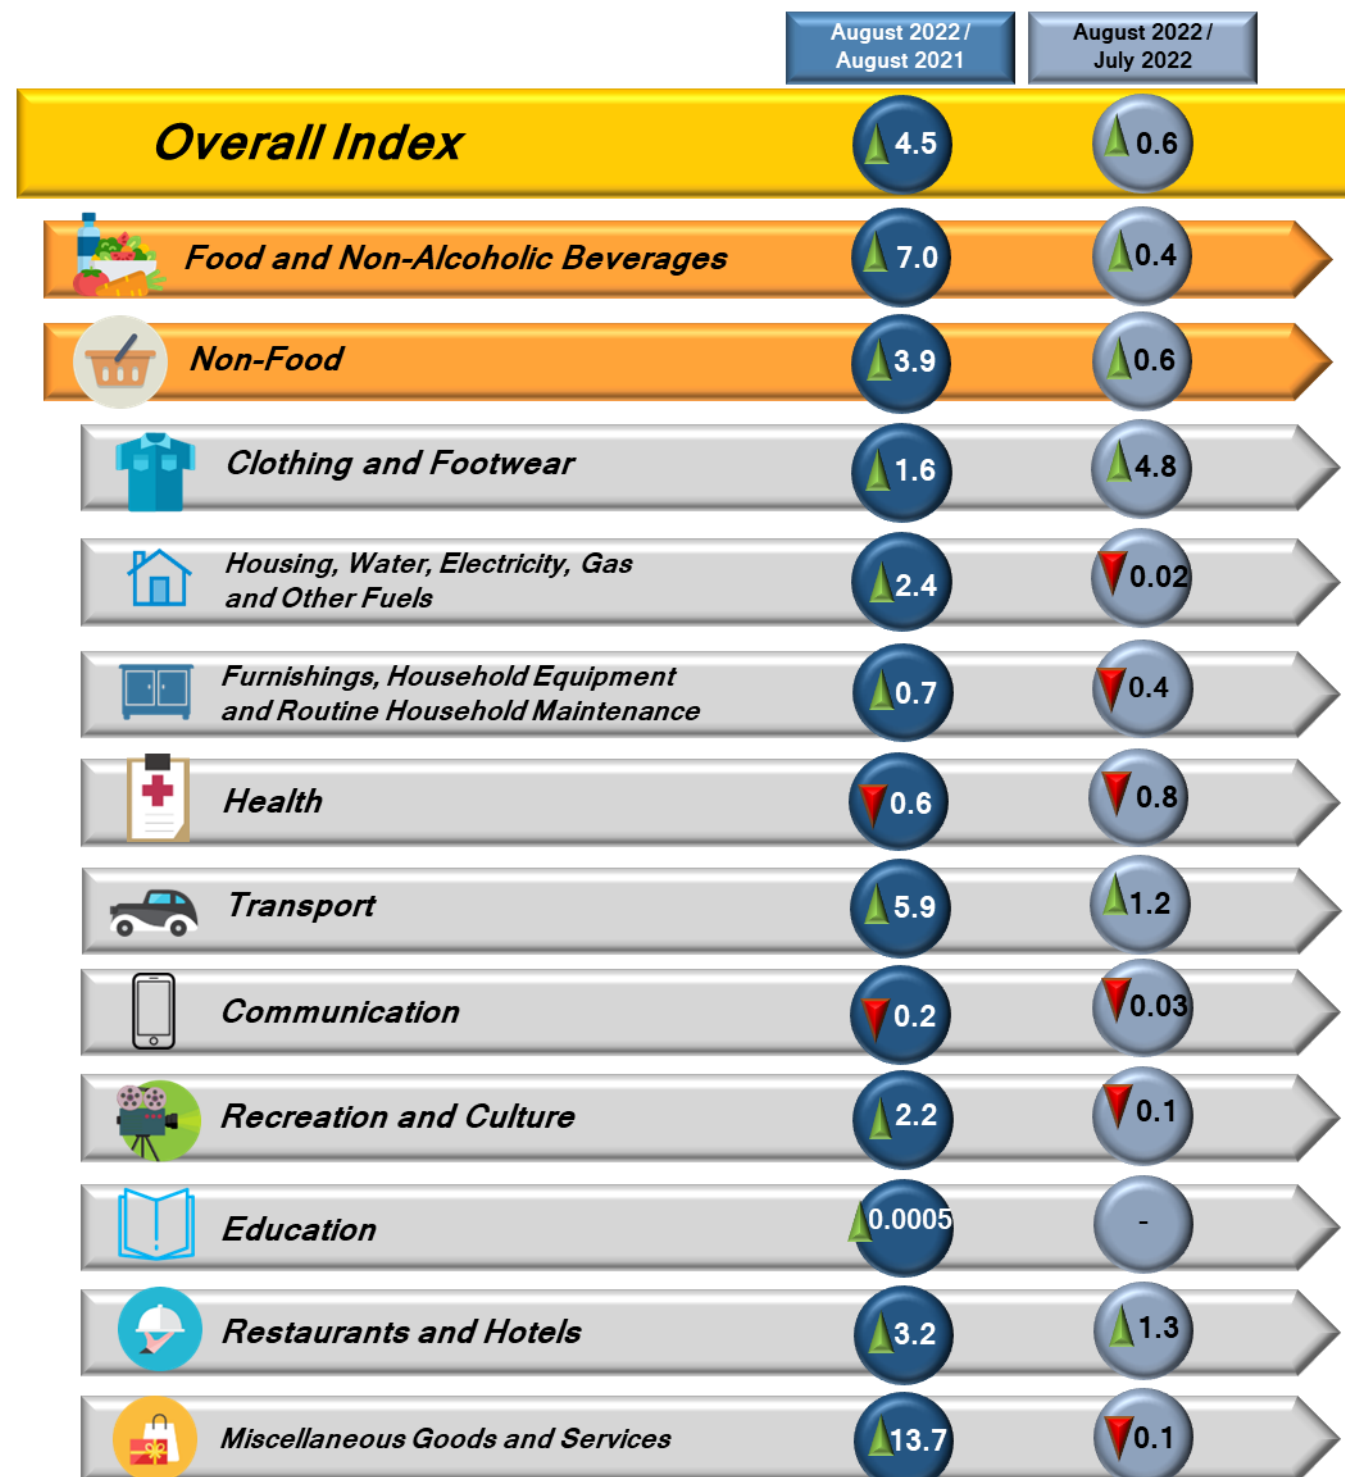 August 2022 /
August 2021
August 2022 /
July 2022
Overall Index 4.5 0.6
Food and Non-Alcoholic Beverages 7.0 0.4
Non-Food 3.9 0.6
Clothing and Footwear 1.6 4.8
Housing, Water, Electricity, Gas
and Other Fuels 2.4 0.02
Furnishings, Household Equipment
and Routine Household Maintenance 0.7 0.4
Health 0.6 0.8
Transport 5.9 1.2
Communication 0.2 0.03
Recreation and Culture 2.2 0.1
Education 0.0005 -
Restaurants and Hotels 3.2 1.3
Miscellaneous Goods and Services 13.7 0.1